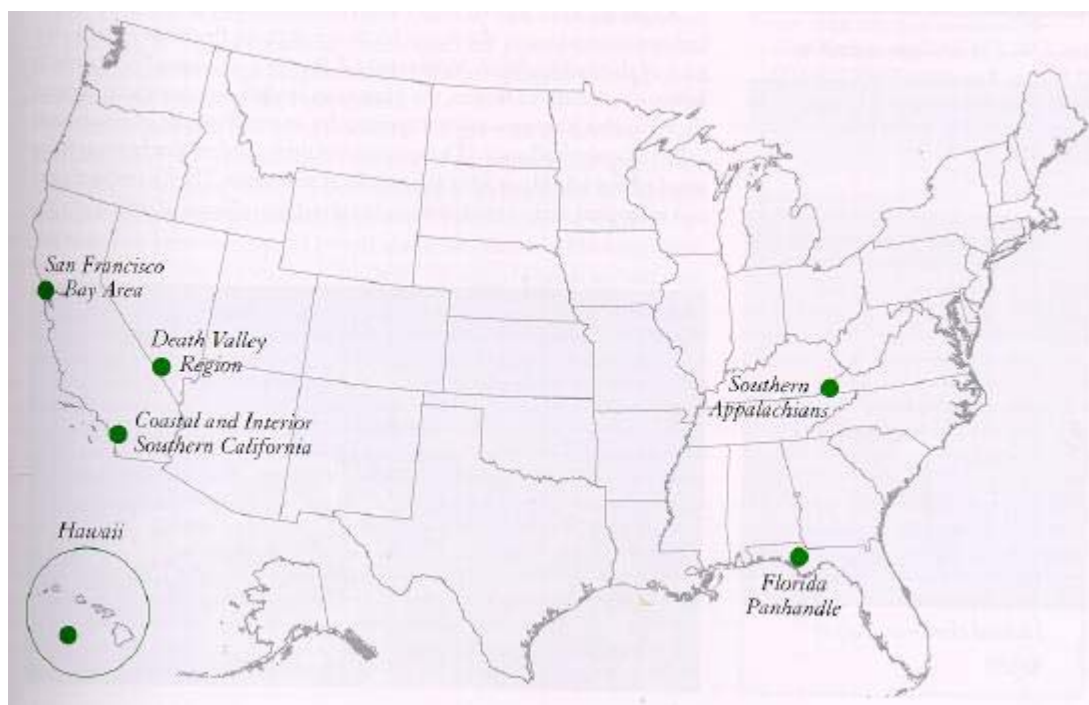 San Francisco
Bay Area
Death Valley
Region
Coastal and Interior
Southern California
Southern
Appalachians
Hawaii
Florida
Panhandle